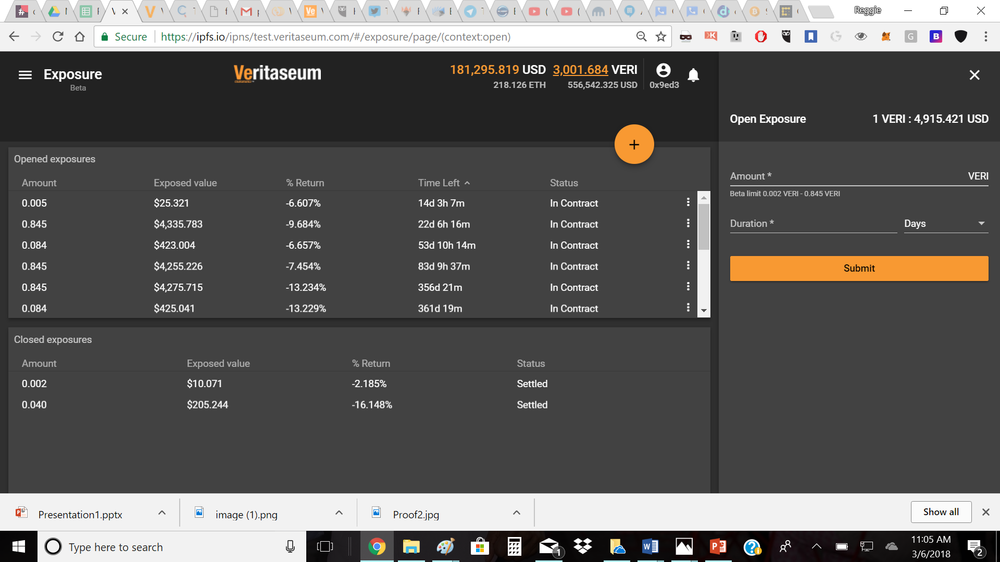 Reggie
Secure https://ipfs.io/ipns/test.veritaseum.com/#/exposure/page/(context:open)
Exposure
Beta
Veritaseum
181,295.819 USD 3,001.684 VERI
218.126 ETH 556,542.325 USD 0x9ed3
Open Exposure 1 VERI : 4,915.421 USD
Opened exposures
Amount Exposed value % Return Time Left Status
0.005 $25.321 -6.607% 14d 3h 7m In Contract
0.845 $4,335.783 -9.684% 22d 6h 16m In Contract
0.084 $423.004 -6.657% 53d 10h 14m In Contract
0.845 $4,255.226 -7.454% 83d 9h 37m In Contract
0.845 $4,275.715 -13.234% 356d 21m In Contract
0.084 $425.041 -13.229% 361d 19m In Contract
Amount * VERI
Beta limit 0.002 VERI - 0.845 VERI
Duration * Days
Submit
Closed exposures
Amount Exposed value % Return Status
0.002 $10.071 -2.185% Settled
0.040 $205.244 -16.148% Settled
Presentation1.pptx image (1).png Proof2.jpg Show all
Type here to search
1
11:05 AM
3/6/2018
2